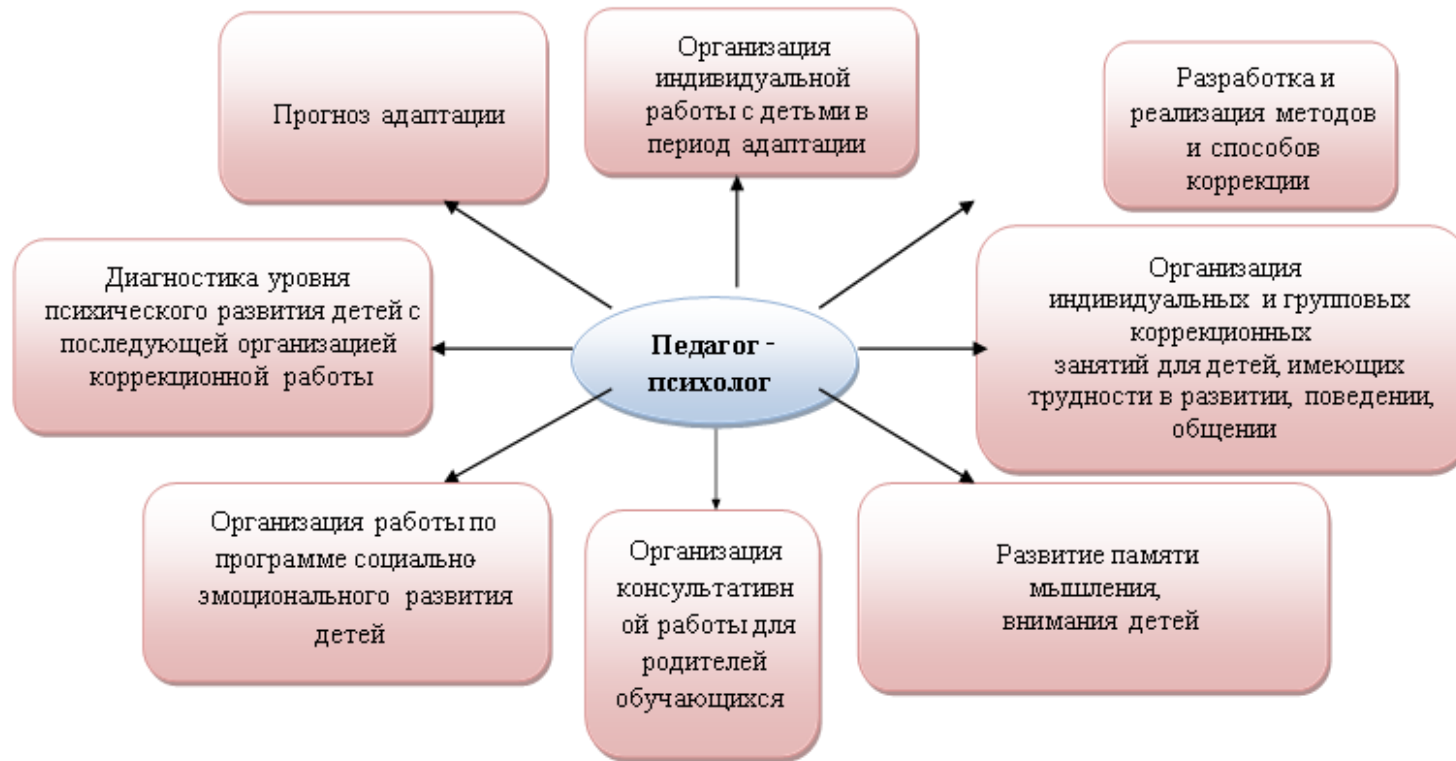 Прогноз адаптации
Организация
индивидуальной
работы с детьми в
период адаптации
Разработка и
реализация методов
и способов
коррекции
Диагностика уровня
психического развития детей с
последующей организацией
коррекционной работы
Педагог -
психолог
Организация
индивидуальных и групповых
коррекционных
занятий для детей, имеющих
трудности в развитии, поведении,
общении
Организация работы по
программе социально-
эмоционального развития
детей
Организация
консультативн
ой работы для
родителей
обучающихся
Развитие памяти
мышления,
внимания детей